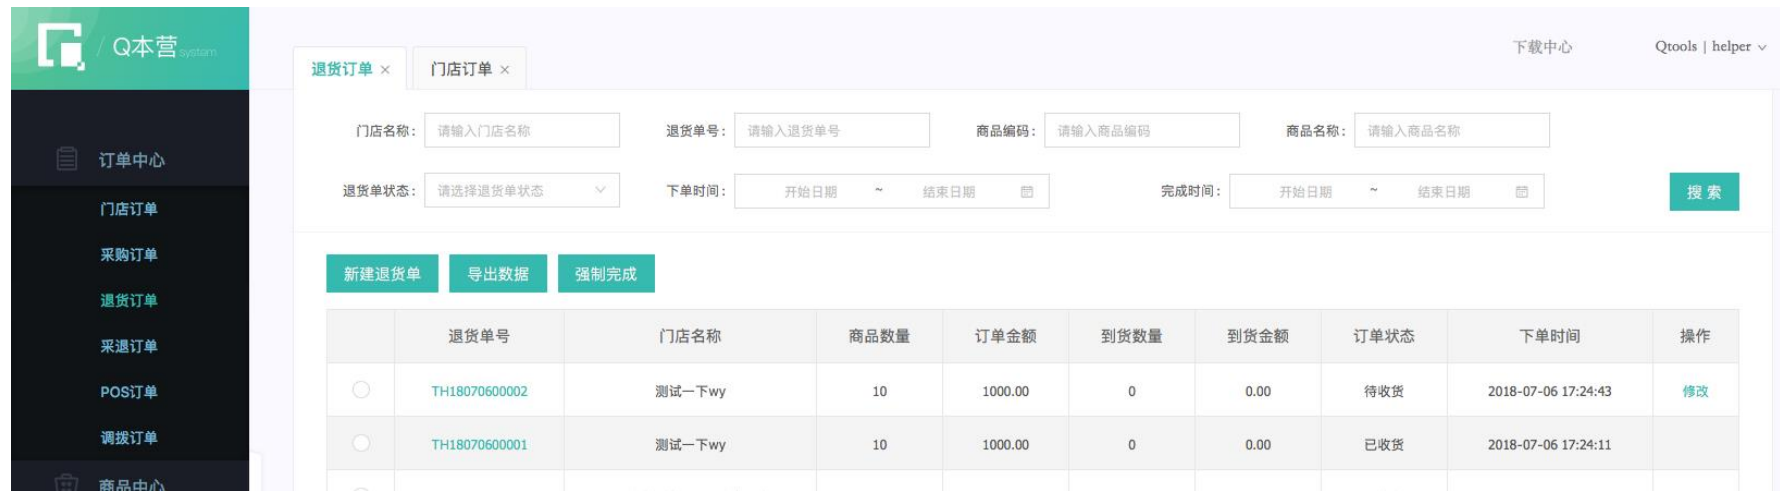 / Q本营 system
下载中心 Qtools | helper
退货订单 × 门店订单 ×
门店名称: 请输入门店名称 退货单号: 请输入退货单号 商品编码: 请输入商品编码 商品名称: 请输入商品名称
退货单状态: 请选择退货单状态 下单时间: 开始日期 ~ 结束日期 完成时间: 开始日期 ~ 结束日期 搜 索
订单中心
门店订单
采购订单
退货订单
采退订单
POS订单
调拨订单
商品中心
新建退货单 导出数据 强制完成
退货单号 门店名称 商品数量 订单金额 到货数量 到货金额 订单状态 下单时间 操作
TH18070600002 测试一下wy 10 1000.00 0 0.00 待收货 2018-07-06 17:24:43 修改
TH18070600001 测试一下wy 10 1000.00 0 0.00 已收货 2018-07-06 17:24:11